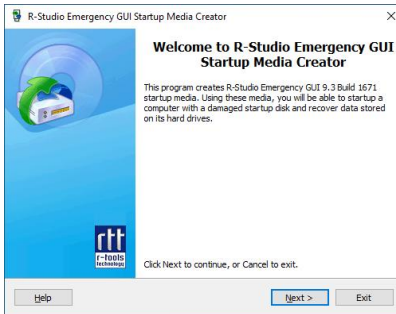 R-Studio Emergency GUI Startup Media Creator
Welcome to R-Studio Emergency GUI
Startup Media Creator
This program creates R-Studio Emergency GUI 9.3 Build 1671
startup media. Using these media, you will be able to startup a
computer with a damaged startup disk and recover data stored
on its hard drives.
rtt
r-tools
technology
Click Next to continue, or Cancel to exit.
Help
Next >
Exit